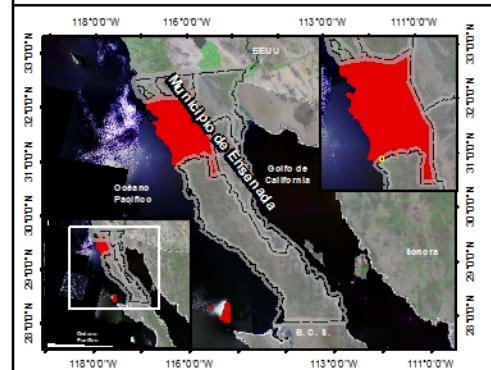 118°0'0"W 116°0'0"W 113°0'0"W 111°0'0"W
33°0'0"N
32°0'0"N
31°0'0"N
30°0'0"N
29°0'0"N
28°0'0"N
EEUU
Municipio de Ensenada
Golfo de
California
Océano
Pacífico
Sonora
B. C. S.
Océano
Pacífico
33°0'0"N
32°0'0"N
31°0'0"N
30°0'0"N
29°0'0"N
28°0'0"N
118°0'0"W 116°0'0"W 113°0'0"W 111°0'0"W